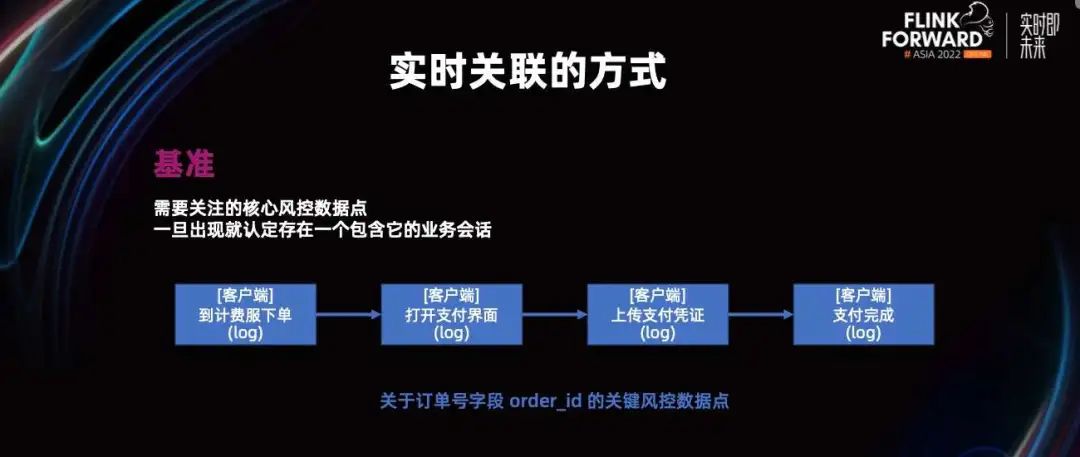 FLINK
FORWARD
# ASIA 2022
实时即
未来
实时关联的方式
基准
需要关注的核心风控数据点
一旦出现就认定存在一个包含它的业务会话
[客户端]
到计费服下单
(log)
[客户端]
打开支付界面
(log)
[客户端]
上传支付凭证
(log)
[客户端]
支付完成
(log)
关于订单号字段 order_id 的关键风控数据点